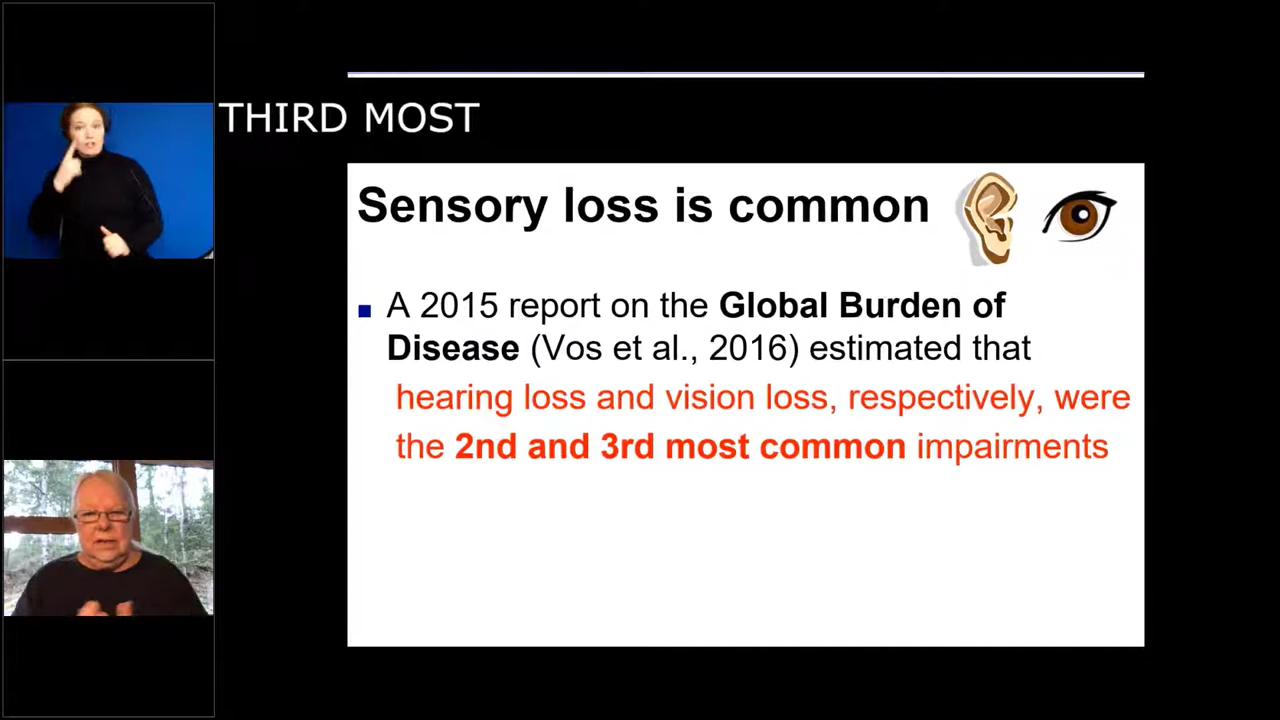 THIRD MOST
Sensory loss is common
A 2015 report on the Global Burden of
Disease (Vos et al., 2016) estimated that
hearing loss and vision loss, respectively, were
the 2nd and 3rd most common impairments